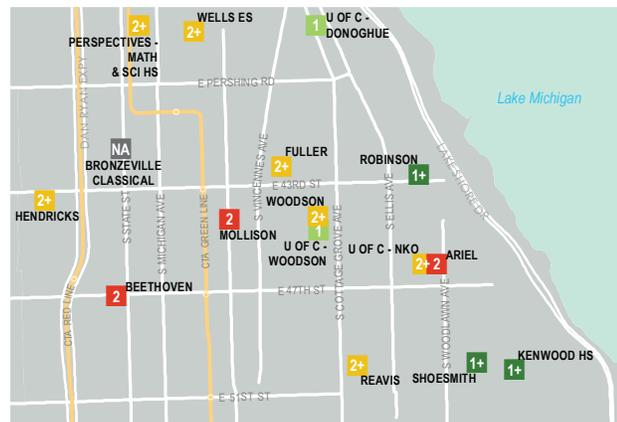 WELLS ES
2+
2+
1
U OF C -
DONOGHUE
PERSPECTIVES -
MATH
& SCI HS
E PERSHING RD
DAN RYAN EXPY
Lake Michigan
NA
BRONZEVILLE
CLASSICAL
S VINCENNES AVE
FULLER
2+
ROBINSON
1+
LAKE SHORE DR
E 43RD ST
2+
HENDRICKS
S STATE ST
S MICHIGAN AVE
CTA GREEN LINE
2
MOLLISON
WOODSON
2+
1
U OF C -
WOODSON
S COTTAGE GROVE AVE
S ELLIS AVE
U OF C - NKO
2+
2
ARIEL
BEETHOVEN
2
E 47TH ST
CTA RED LINE
S WOODLAWN AVE
2+
REAVIS
SHOESMITH
1+
1+
KENWOOD HS
E 51ST ST